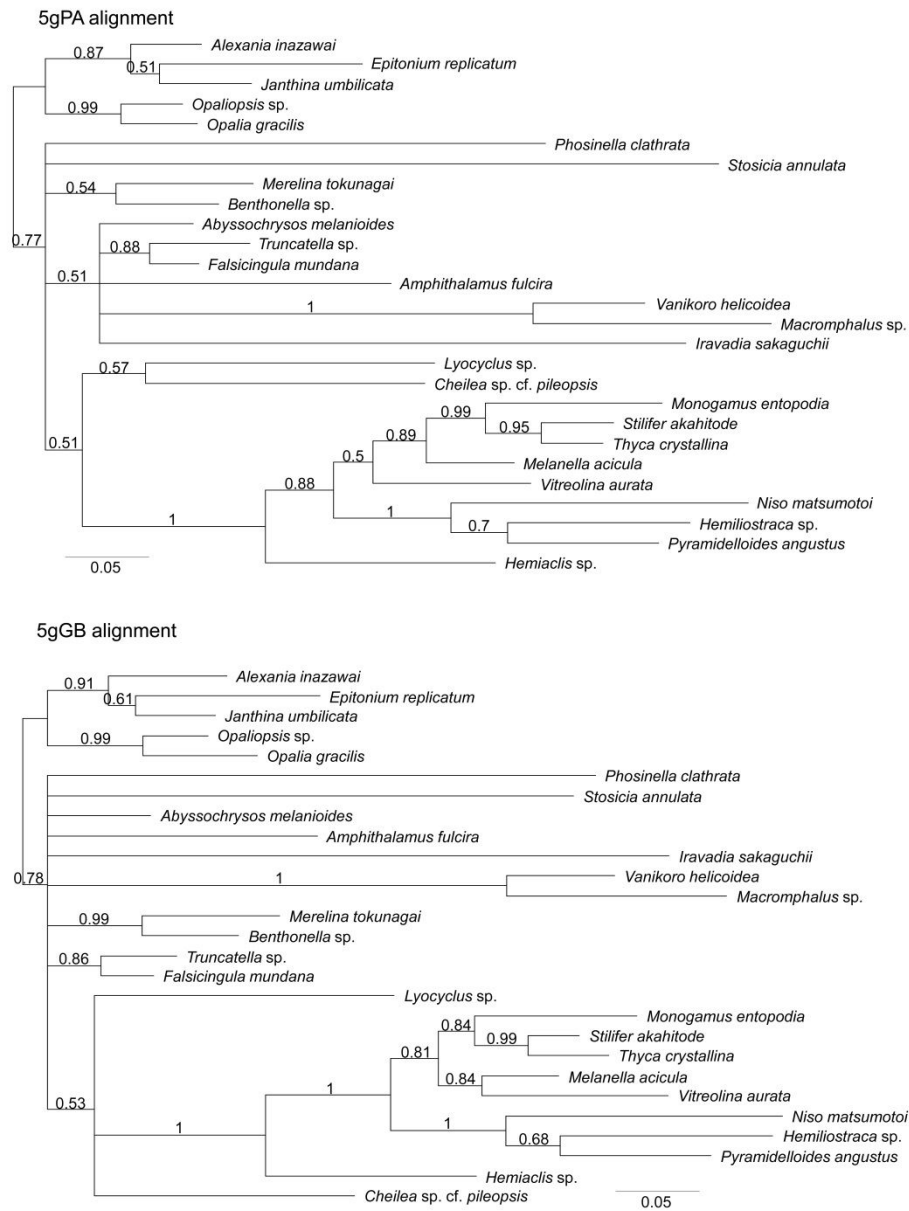 5gPA alignment
0.87
Alexania inazawai
0.51
Epitonium replicatum
Janthina umbilicata
0.99
Opaliopsis sp.
Opalia gracilis
Phosinella clathrata
Stosicia annulata
0.54
Merelina tokunagai
Benthonella sp.
Abyssochrysos melanioides
0.77
0.88
Truncatella sp.
Falsicingula mundana
0.51
Amphithalamus fulcira
1
Vanikoro helicoidea
Macromphalus sp.
Iravadia sakaguchii
0.57
Lyocyclus sp.
Cheilea sp. cf. pileopsis
0.99
Monogamus entopodia
0.95
Stilifer akahitode
0.51
0.89
Thyca crystallina
0.5
Melanella acicula
0.88
Vitreolina aurata
1
1
Niso matsumotoi
0.7
Hemiliostraca sp.
Pyramidelloides angustus
0.05
Hemiaclis sp.
5gGB alignment
0.91
Alexania inazawai
0.61
Epitonium replicatum
Janthina umbilicata
0.99
Opaliopsis sp.
Opalia gracilis
Phosinella clathrata
Stosicia annulata
Abyssochrysos melanioides
Amphithalamus fulcira
Iravadia sakaguchii
0.78
1
Vanikoro helicoidea
Macromphalus sp.
0.99
Merelina tokunagai
Benthonella sp.
0.86
Truncatella sp.
Falsicingula mundana
Lyocyclus sp.
0.84
Monogamus entopodia
0.99
Stilifer akahitode
0.81
Thyca crystallina
0.84
Melanella acicula
1
Vitreolina aurata
0.53
1
1
Niso matsumotoi
0.68
Hemiliostraca sp.
Pyramidelloides angustus
Hemiaclis sp.
Cheilea sp. cf. pileopsis
0.05